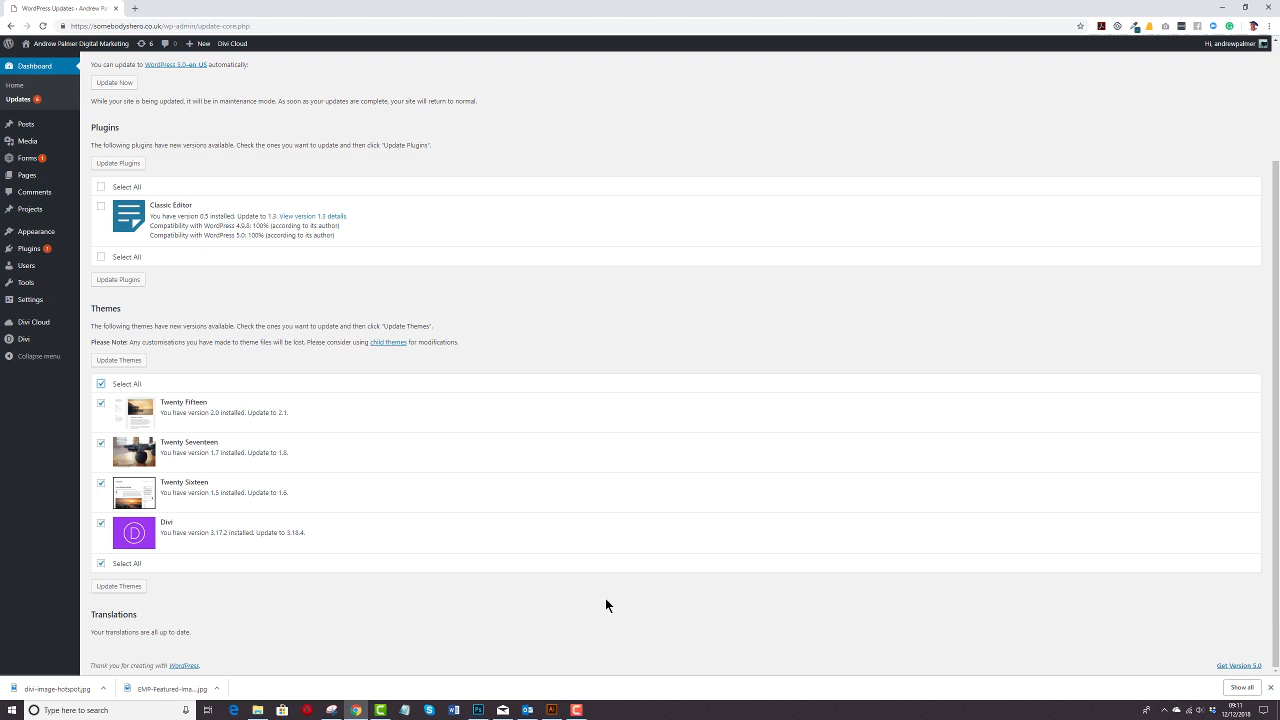 WordPress Updates ‹ Andrew Pa
https://somebodyshero.co.uk/wp-admin/update-core.php
Andrew Palmer Digital Marketing 6 0 New Divi Cloud Hi, andrewpalmer
Dashboard
Home
Updates 6
Posts
Media
Forms 1
Pages
Comments
Projects
Appearance
Plugins 1
Users
Tools
Settings
Divi Cloud
Divi
Collapse menu
You can update to WordPress 5.0–en_US automatically:
Update Now
While your site is being updated, it will be in maintenance mode. As soon as your updates are complete, your site will return to normal.
Plugins
The following plugins have new versions available. Check the ones you want to update and then click "Update Plugins".
Update Plugins
Select All
Classic Editor
You have version 0.5 installed. Update to 1.3. View version 1.3 details.
Compatibility with WordPress 4.9.8: 100% (according to its author)
Compatibility with WordPress 5.0: 100% (according to its author)
Select All
Update Plugins
Themes
The following themes have new versions available. Check the ones you want to update and then click "Update Themes".
Please Note: Any customisations you have made to theme files will be lost. Please consider using child themes for modifications.
Update Themes
Select All
Twenty Fifteen
You have version 2.0 installed. Update to 2.1.
Twenty Seventeen
You have version 1.7 installed. Update to 1.8.
Twenty Sixteen
You have version 1.5 installed. Update to 1.6.
D
Divi
You have version 3.17.2 installed. Update to 3.18.4.
Select All
Update Themes
Translations
Your translations are all up to date.
Thank you for creating with WordPress. Get Version 5.0
divi-image-hotspot.jpg EMP-Featured-Ima....jpg Show all
Type here to search
09:11
12/12/2018